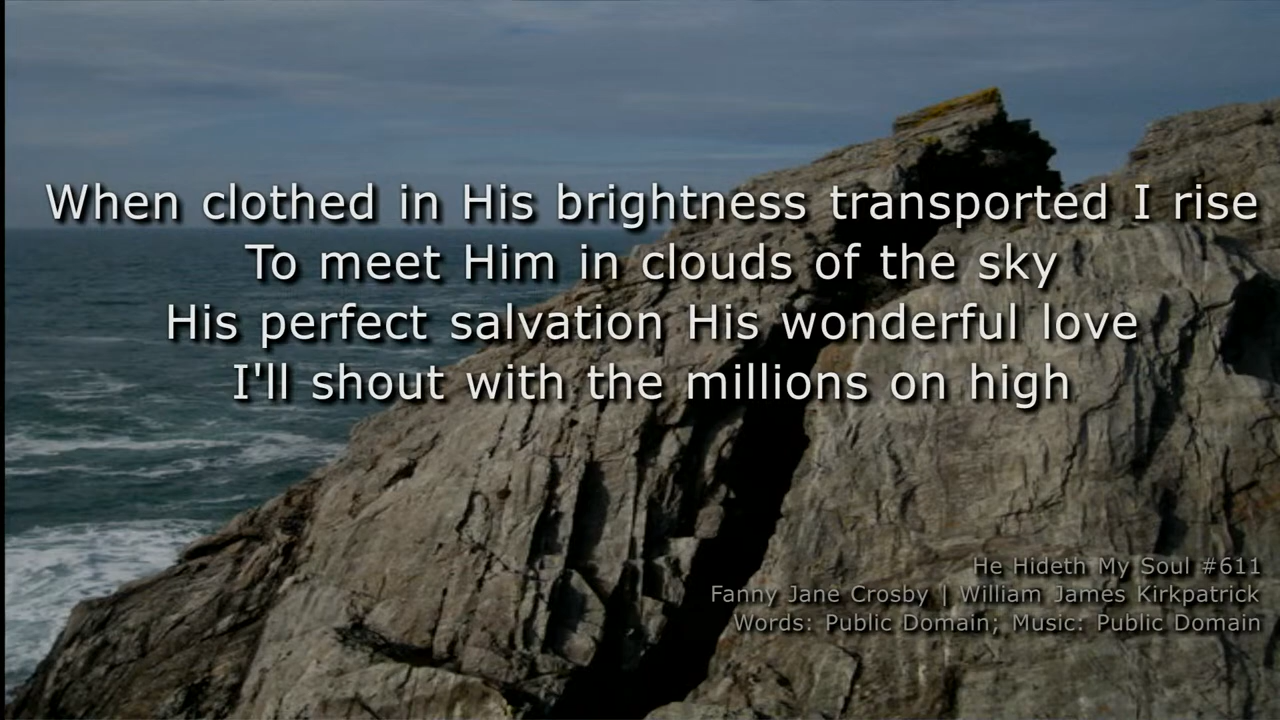 When clothed in His brightness transported I rise
To meet Him in clouds of the sky
His perfect salvation His wonderful love
I'll shout with the millions on high
He Hideth My Soul #611
Fanny Jane Crosby | William James Kirkpatrick
Words: Public Domain; Music: Public Domain